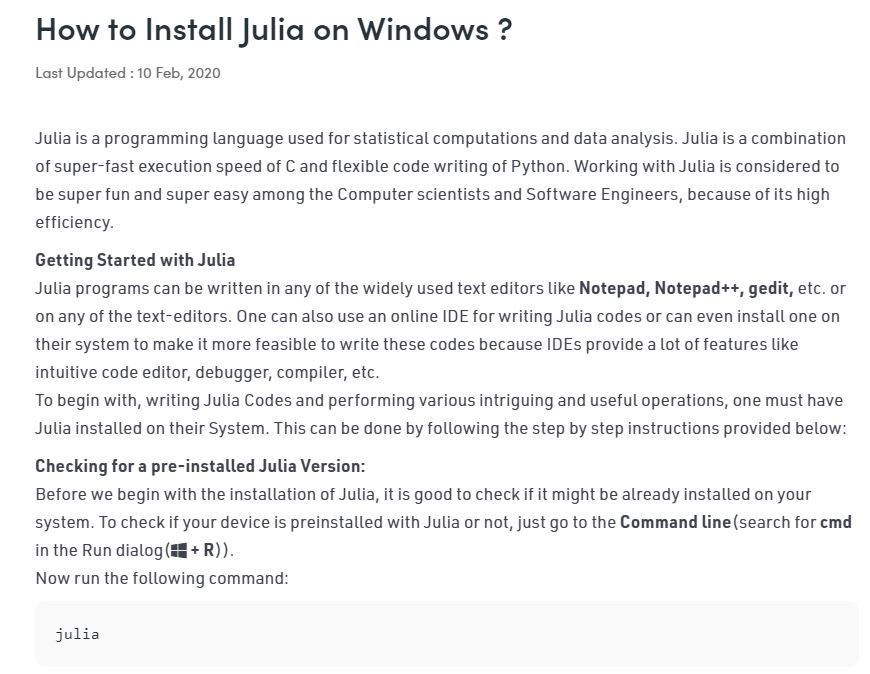 How to Install Julia on Windows ?
Last Updated : 10 Feb, 2020
Julia is a programming language used for statistical computations and data analysis. Julia is a combination
of super-fast execution speed of C and flexible code writing of Python. Working with Julia is considered to
be super fun and super easy among the Computer scientists and Software Engineers, because of its high
efficiency.
Getting Started with Julia
Julia programs can be written in any of the widely used text editors like Notepad, Notepad++, gedit, etc. or
on any of the text-editors. One can also use an online IDE for writing Julia codes or can even install one on
their system to make it more feasible to write these codes because IDEs provide a lot of features like
intuitive code editor, debugger, compiler, etc.
To begin with, writing Julia Codes and performing various intriguing and useful operations, one must have
Julia installed on their System. This can be done by following the step by step instructions provided below:
Checking for a pre-installed Julia Version:
Before we begin with the installation of Julia, it is good to check if it might be already installed on your
system. To check if your device is preinstalled with Julia or not, just go to the Command line(search for cmd
in the Run dialog( + R)).
Now run the following command:
julia